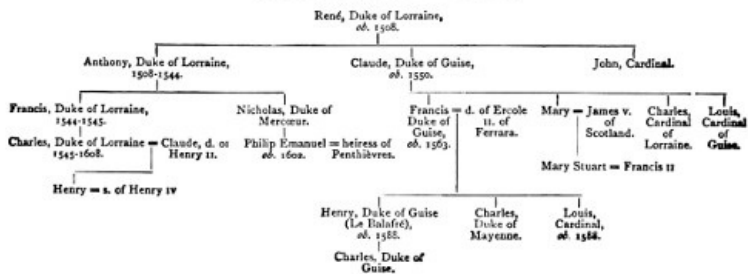 René, Duke of Lorraine,
ob. 1508.
Anthony, Duke of Lorraine,
1508-1544.
Claude, Duke of Guise,
ob. 1550.
John, Cardinal.
Francis, Duke of Lorraine,
1544-1545.
Nicholas, Duke of
Mercœur.
Francis = d. of Ercole
Duke of II. of
Guise, Ferrara.
ob. 1563.
Mary = James v.
of
Scotland.
Charles,
Cardinal
of
Lorraine.
Louis,
Cardinal
of
Guise.
Charles, Duke of Lorraine = Claude, d. of
1545-1608. Henry II.
Philip Emanuel = heiress of
ob. 1602. Penthièvres.
Mary Stuart = Francis II
Henry = s. of Henry IV
Henry, Duke of Guise
(Le Balafré),
ob. 1588.
Charles,
Duke of
Mayenne.
Louis,
Cardinal,
ob. 1588.
Charles, Duke of
Guise.